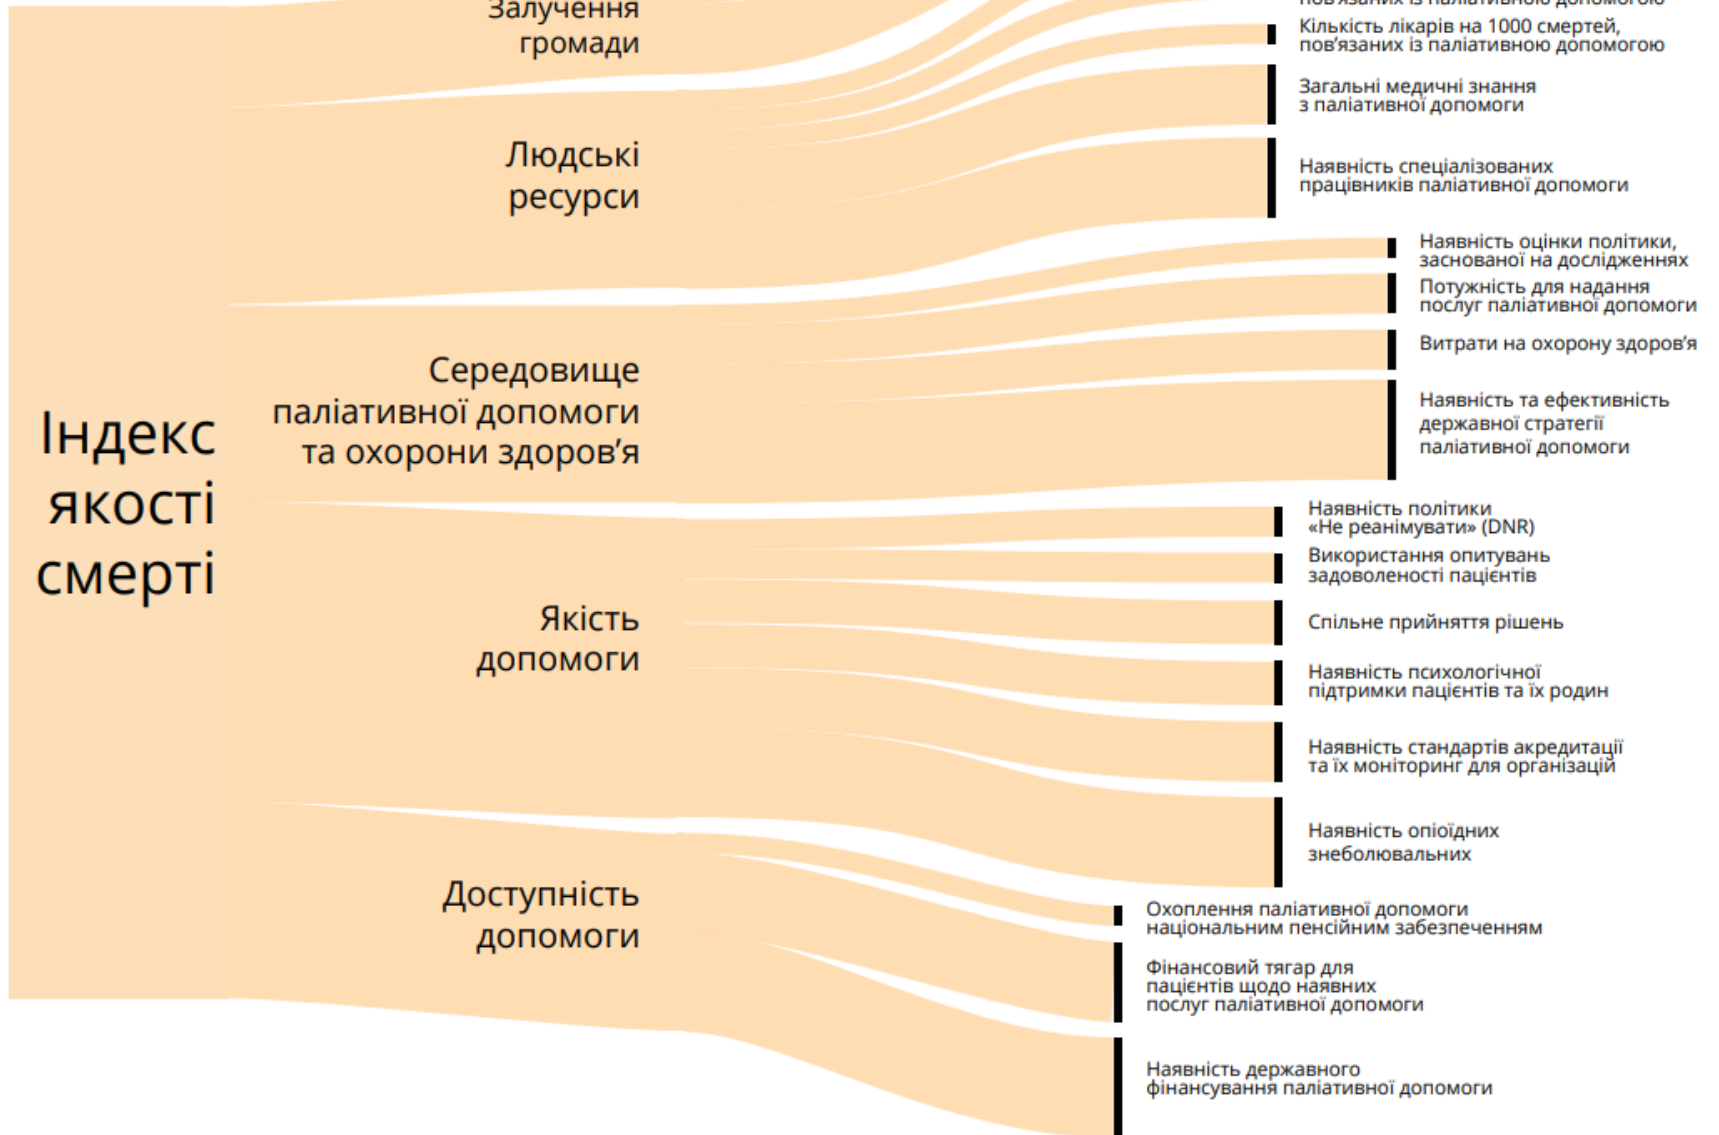 Залучення
громади
Людські
ресурси
Середовище
паліативної допомоги
та охорони здоров’я
Індекс
якості
смерті
Якість
допомоги
Доступність
допомоги
пов’язаних із паліативною допомогою
Кількість лікарів на 1000 смертей,
пов’язаних із паліативною допомогою
Загальні медичні знання
з паліативної допомоги
Наявність спеціалізованих
працівників паліативної допомоги
Наявність оцінки політики,
заснованої на дослідженнях
Потужність для надання
послуг паліативної допомоги
Витрати на охорону здоров’я
Наявність та ефективність
державної стратегії
паліативної допомоги
Наявність політики
«Не реанімувати» (DNR)
Використання опитувань
задоволеності пацієнтів
Спільне прийняття рішень
Наявність психологічної
підтримки пацієнтів та їх родин
Наявність стандартів акредитації
та їх моніторинг для організацій
Наявність опіоїдних
знеболювальних
Охоплення паліативної допомоги
національним пенсійним забезпеченням
Фінансовий тягар для
пацієнтів щодо наявних
послуг паліативної допомоги
Наявність державного
фінансування паліативної допомоги